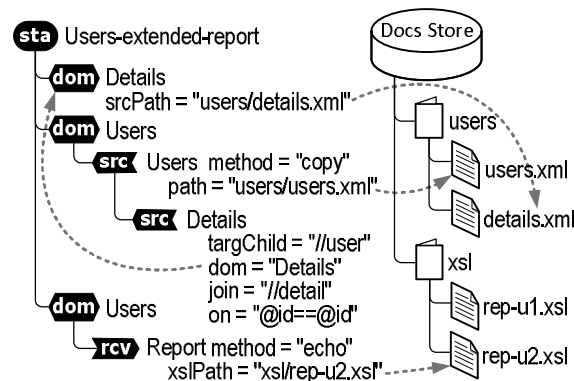 sta Users-extended-report
dom Details
srcPath = "users/details.xml"
dom Users
src Users method = "copy"
path = "users/users.xml"
src Details
targChild = "//user"
dom = "Details"
join = "//detail"
on = "@id==@id"
dom Users
rcv Report method = "echo"
xslPath = "xsl/rep-u2.xsl"
Docs Store
users
users.xml
details.xml
xsl
rep-u1.xsl
rep-u2.xsl